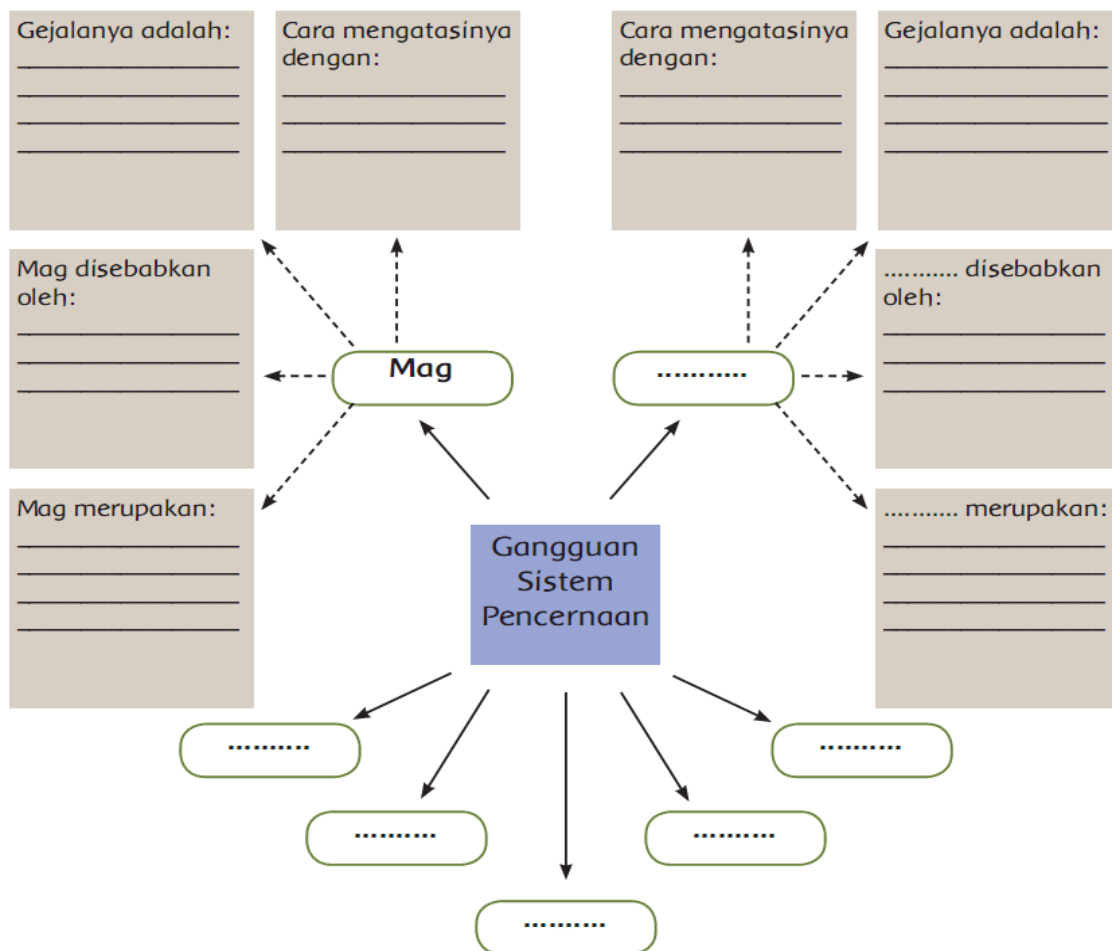 Gejalanya adalah:
Cara mengatasinya
dengan:
Cara mengatasinya
dengan:
Gejalanya adalah:
Mag disebabkan
oleh:
........... disebabkan
oleh:
Mag
...........
Mag merupakan:
........... merupakan:
Gangguan
Sistem
Pencernaan
..........
..........
..........
..........
..........